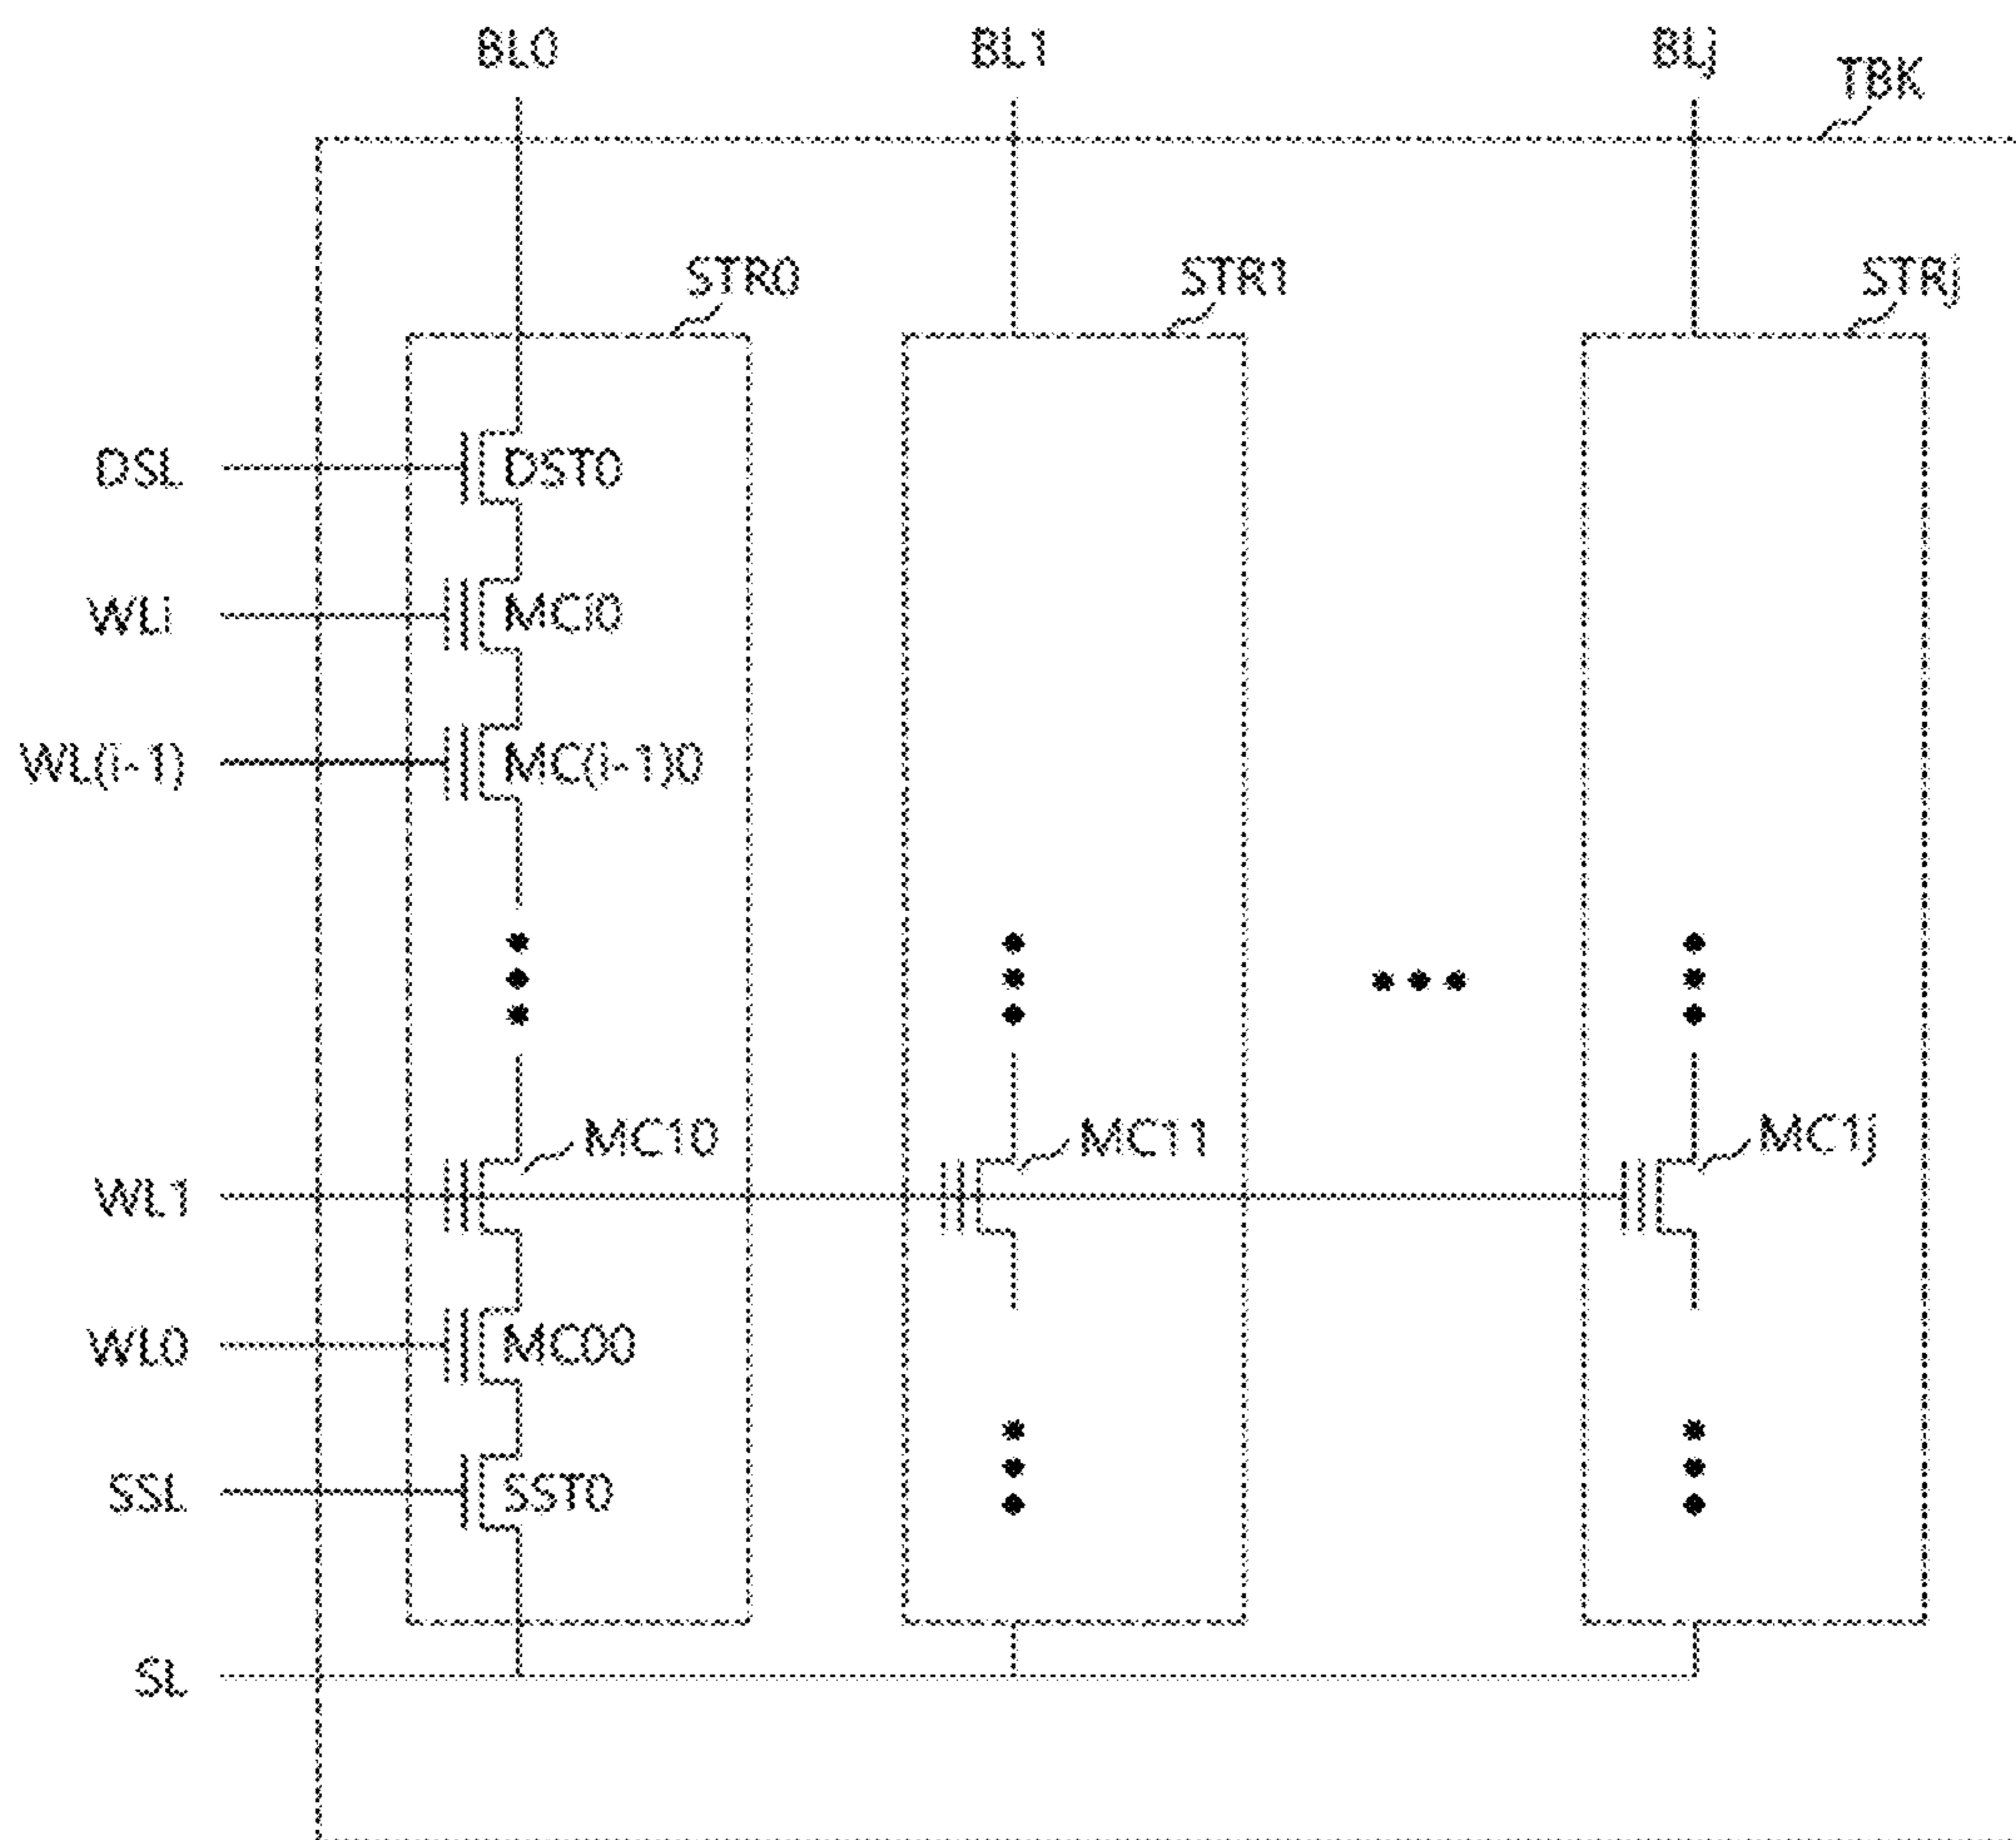 BL0 BL1 BLj
TBK
STR0 STR1 STRj
DSL DST0
WLi MCi0
WL(i-1) MC(i-1)0
MC10 MC11 MC1j
WL1
WL0 MC00
SSL SST0
SL